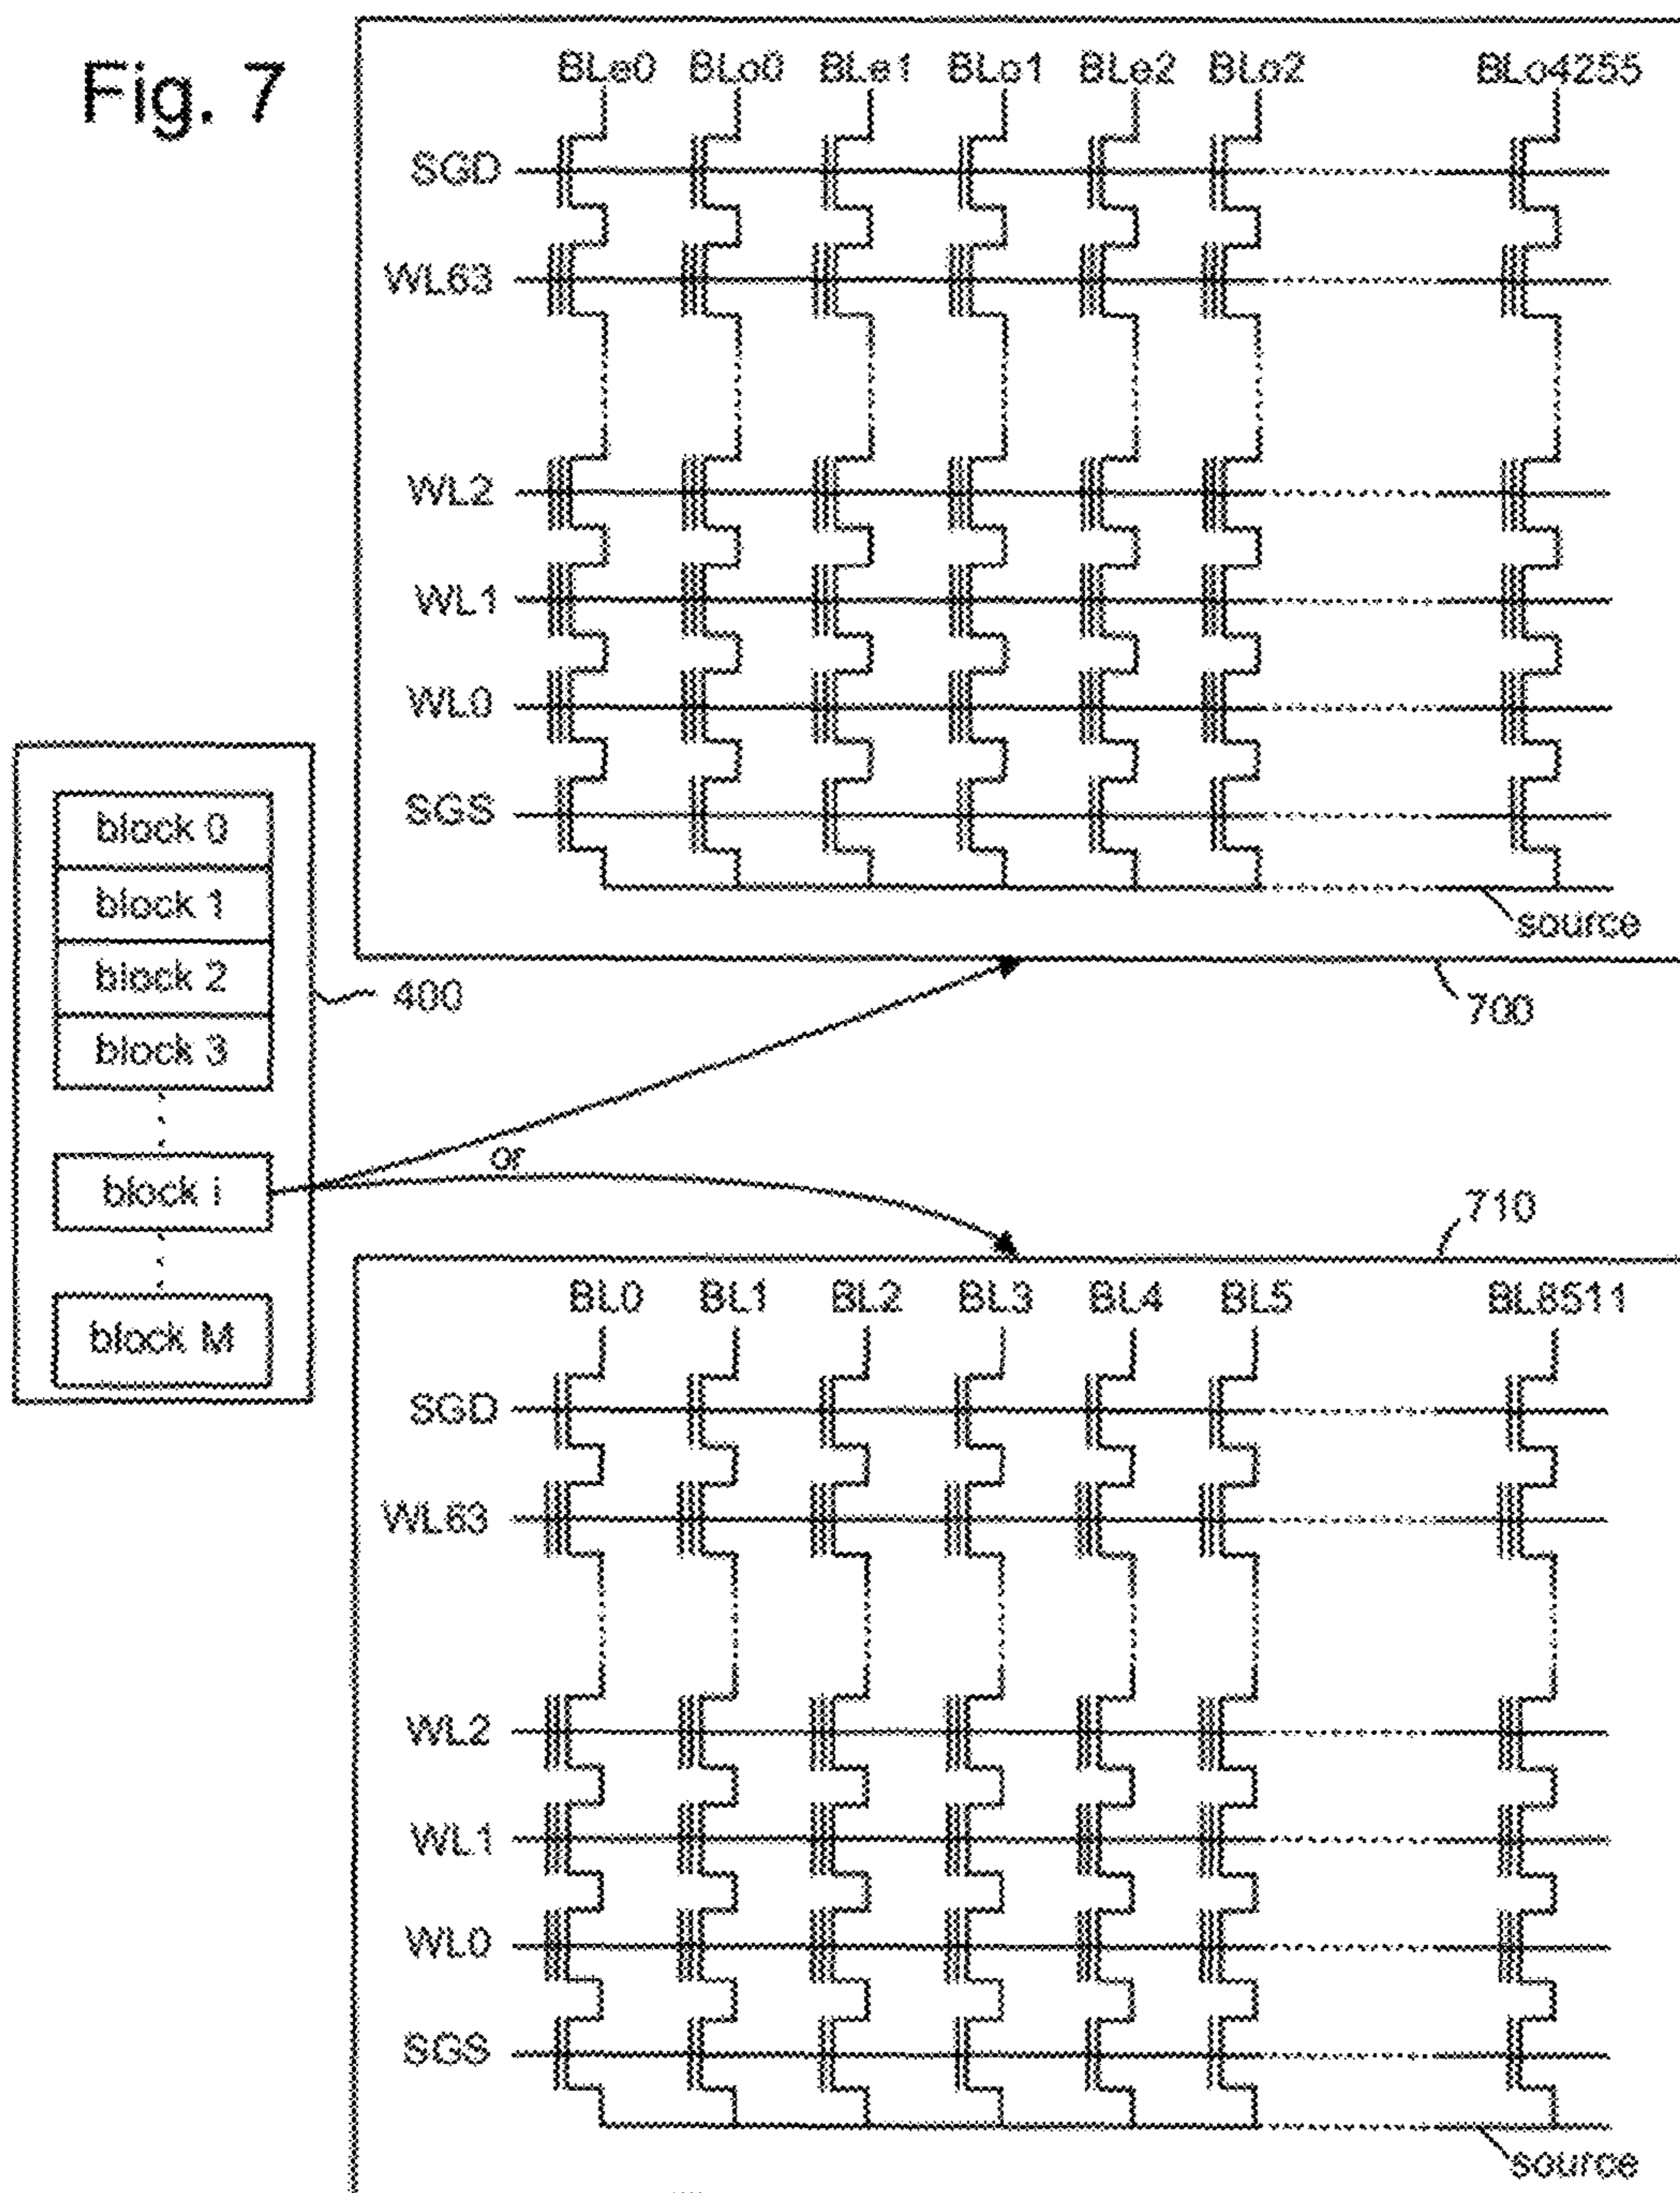 Fig. 7
BLe0 BLo0 BLe1 BLo1 BLe2 BLo2 BLo4255
SGD
WL63
WL2
WL1
WL0
SGS
source
700
block 0
block 1
block 2
block 3
block i
block M
400
or
710
BL0 BL1 BL2 BL3 BL4 BL5 BL8511
SGD
WL63
WL2
WL1
WL0
SGS
source